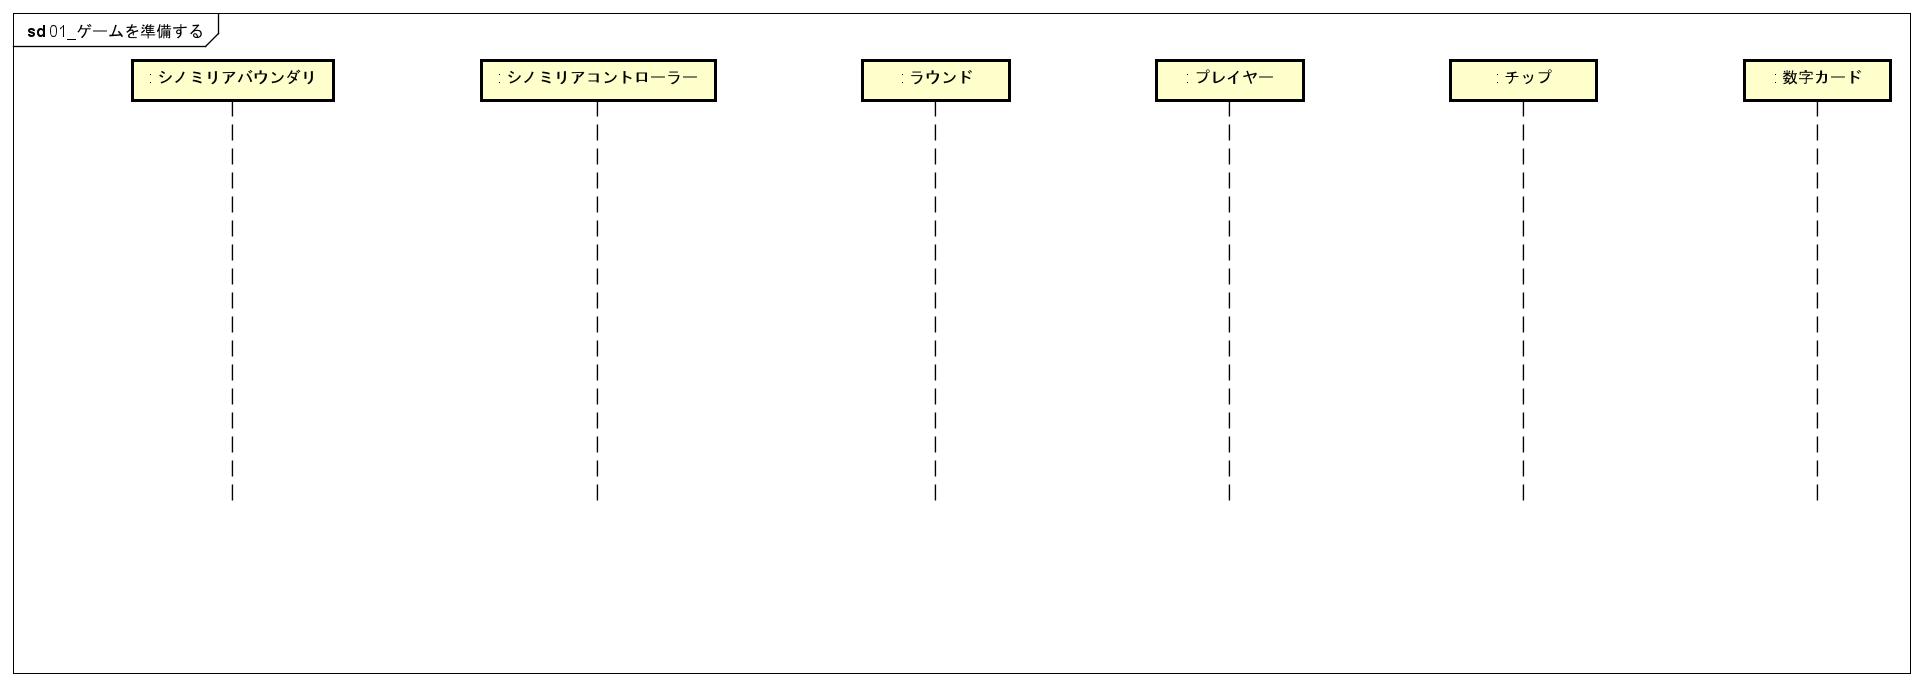 sd 01_ゲームを準備する
: シノミリアバウンダリ
: シノミリアコントローラー
: ラウンド
: プレイヤー
: チップ
: 数字カード